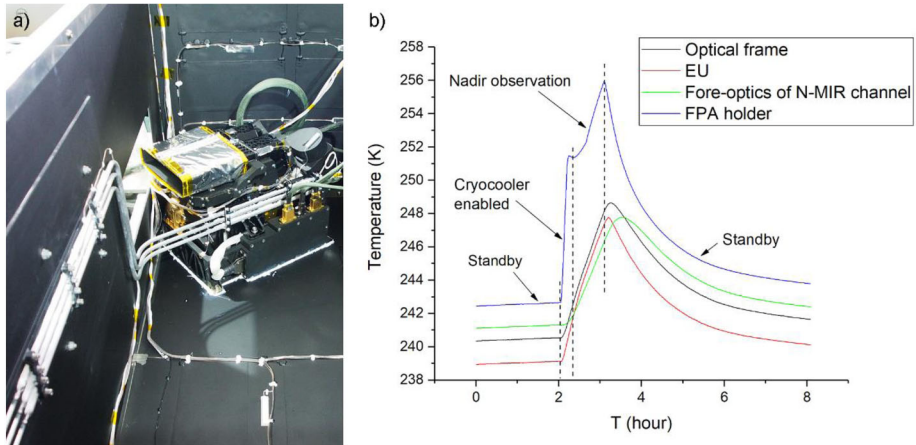 a)
b)
258
256
254
252
250
248
246
244
242
240
238
Temperature (K)
0
2
4
6
8
T (hour)
Optical frame
EU
Fore-optics of N-MIR channel
FPA holder
Nadir observation
Cryocooler
enabled
Standby
Standby